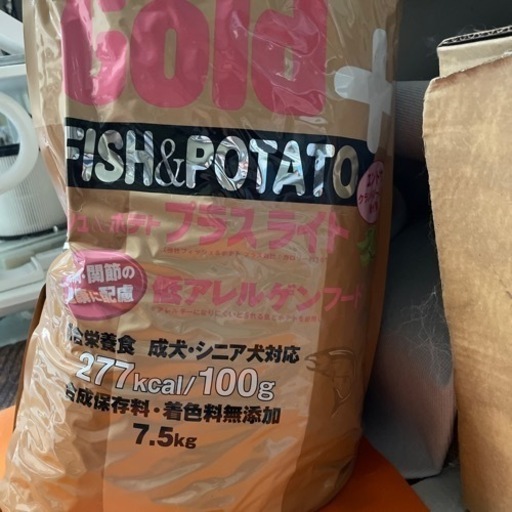 Gold
FISH&POTATO
プラスライト
関節の
に配慮
低アレルゲンフード
栄養食 成犬・シニア犬対応
277kcal/100g
合成保存料・着色料無添加
7.5kg